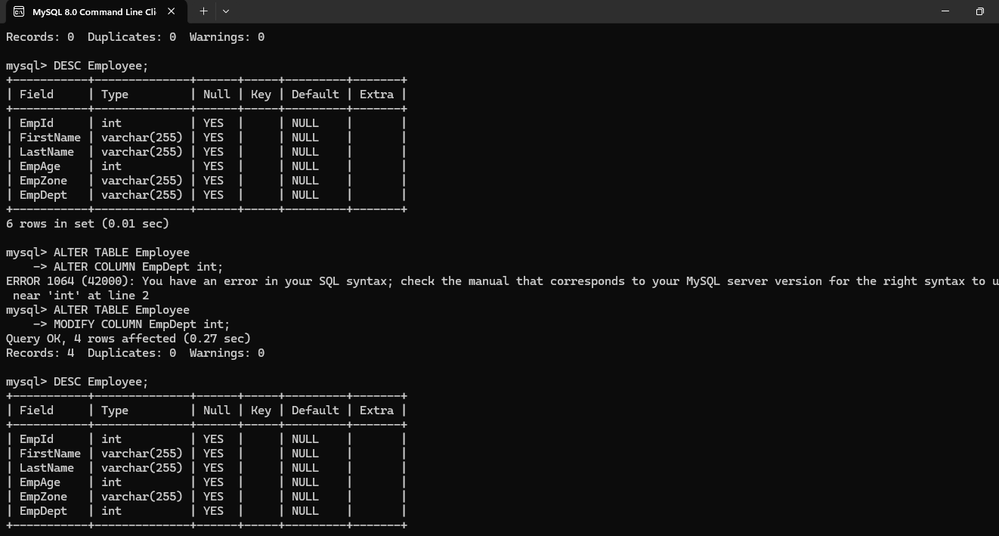 MySQL 8.0 Command Line Cli
Records: 0  Duplicates: 0  Warnings: 0
mysql> DESC Employee;
+-----------+--------------+------+-----+---------+-------+
| Field     | Type         | Null | Key | Default | Extra |
+-----------+--------------+------+-----+---------+-------+
| EmpId     | int          | YES  |     | NULL    |       |
| FirstName | varchar(255) | YES  |     | NULL    |       |
| LastName  | varchar(255) | YES  |     | NULL    |       |
| EmpAge    | int          | YES  |     | NULL    |       |
| EmpZone   | varchar(255) | YES  |     | NULL    |       |
| EmpDept   | varchar(255) | YES  |     | NULL    |       |
+-----------+--------------+------+-----+---------+-------+
6 rows in set (0.01 sec)
mysql> ALTER TABLE Employee
    -> ALTER COLUMN EmpDept int;
ERROR 1064 (42000): You have an error in your SQL syntax; check the manual that corresponds to your MySQL server version for the right syntax to u
 near 'int' at line 2
mysql> ALTER TABLE Employee
    -> MODIFY COLUMN EmpDept int;
Query OK, 4 rows affected (0.27 sec)
Records: 4  Duplicates: 0  Warnings: 0
mysql> DESC Employee;
+-----------+--------------+------+-----+---------+-------+
| Field     | Type         | Null | Key | Default | Extra |
+-----------+--------------+------+-----+---------+-------+
| EmpId     | int          | YES  |     | NULL    |       |
| FirstName | varchar(255) | YES  |     | NULL    |       |
| LastName  | varchar(255) | YES  |     | NULL    |       |
| EmpAge    | int          | YES  |     | NULL    |       |
| EmpZone   | varchar(255) | YES  |     | NULL    |       |
| EmpDept   | int          | YES  |     | NULL    |       |
+-----------+--------------+------+-----+---------+-------+